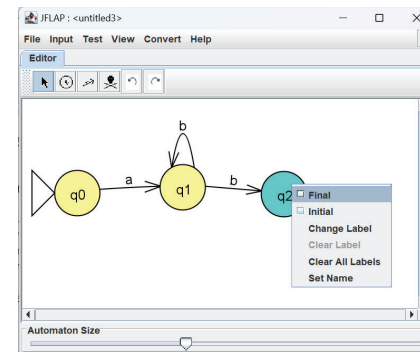 JFLAP : <untitled3>
File Input Test View Convert Help
Editor
b
a
b
q0
q1
q2
Final
Initial
Change Label
Clear Label
Clear All Labels
Set Name
Automaton Size